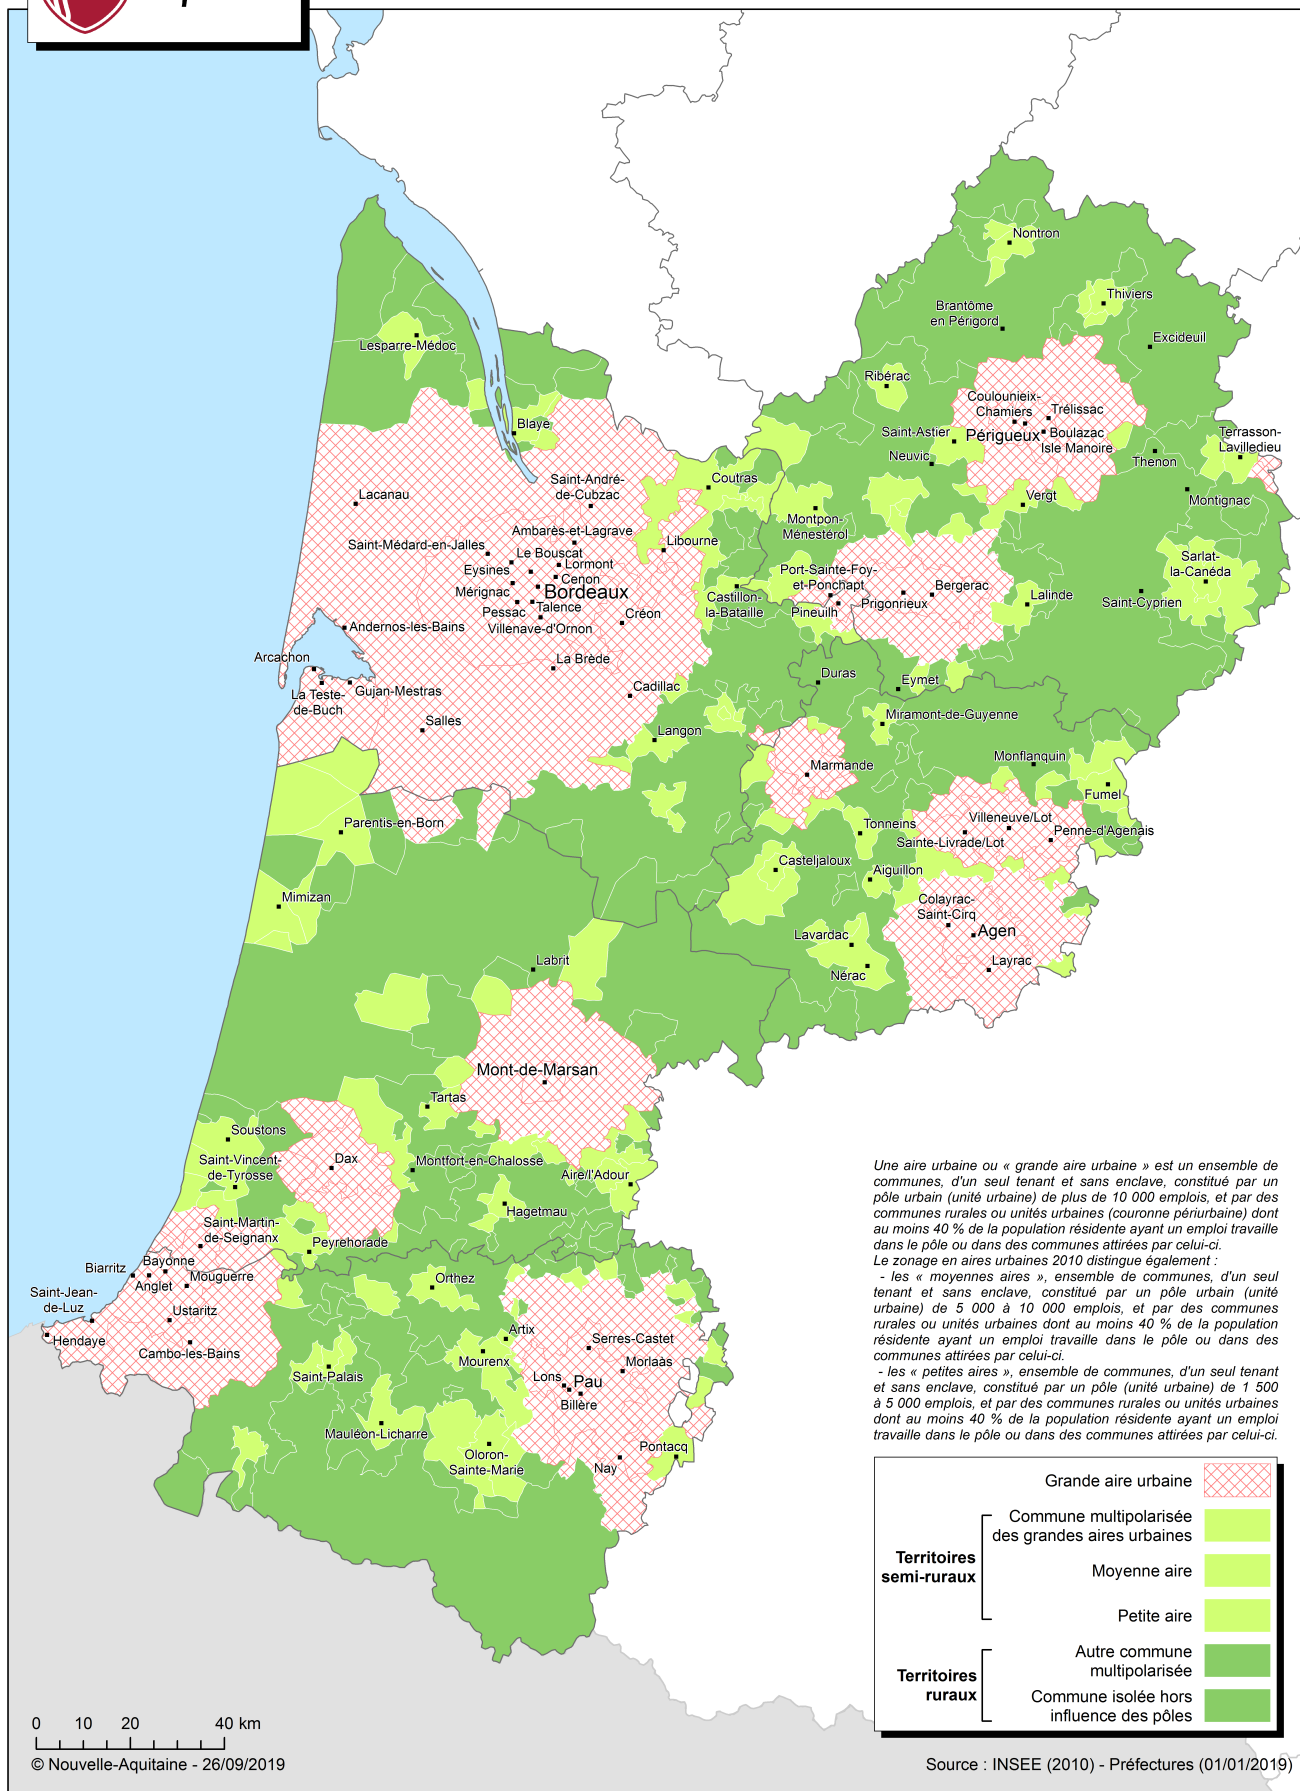 Nontron
Thiviers
Brantôme
en Périgord
Excideuil
Lesparre-Médoc
Ribérac
Coulounieix-
Chamiers
Trélissac
Périgueux
Boulazac
Isle Manoire
Saint-Astier
Neuvic
Blaye
Terrasson-
Lavilledieu
Thenon
Montignac
Coutras
Vergt
Saint-André-
de-Cubzac
Lacanau
Montpon-
Ménestérol
Ambarès-et-Lagrave
Libourne
Saint-Médard-en-Jalles
Le Bouscat
Lormont
Eysines
Cenon
Mérignac
Bordeaux
Pessac
Talence
Villenave-d'Ornon
Créon
Port-Sainte-Foy-
et-Ponchapt
Bergerac
Castillon-
la-Bataille
Pineuilh
Prigonrieux
Lalinde
Sarlat-
la-Canéda
Saint-Cyprien
Andernos-les-Bains
Arcachon
La Teste-
de-Buch
Gujan-Mestras
La Brède
Cadillac
Duras
Eymet
Salles
Langon
Miramont-de-Guyenne
Marmande
Monflanquin
Fumel
Parentis-en-Born
Tonneins
Villeneuve/Lot
Sainte-Livrade/Lot
Penne-d'Agenais
Casteljaloux
Aiguillon
Mimizan
Colayrac-
Saint-Cirq
Agen
Lavardac
Nérac
Layrac
Labrit
Mont-de-Marsan
Tartas
Soustons
Saint-Vincent-
de-Tyrosse
Dax
Montfort-en-Chalosse
Aire/l'Adour
Hagetmau
Saint-Martin-
de-Seignanx
Peyrehorade
Bayonne
Biarritz
Anglet
Mouguerre
Saint-Jean-
de-Luz
Ustaritz
Hendaye
Cambo-les-Bains
Orthez
Artix
Serres-Castet
Mourenx
Morlaàs
Saint-Palais
Lons
Pau
Billère
Mauléon-Licharre
Oloron-
Sainte-Marie
Pontacq
Nay
Une aire urbaine ou « grande aire urbaine » est un ensemble de
communes, d'un seul tenant et sans enclave, constitué par un
pôle urbain (unité urbaine) de plus de 10 000 emplois, et par des
communes rurales ou unités urbaines (couronne périurbaine) dont
au moins 40 % de la population résidente ayant un emploi travaille
dans le pôle ou dans des communes attirées par celui-ci.
Le zonage en aires urbaines 2010 distingue également :
- les « moyennes aires », ensemble de communes, d'un seul
tenant et sans enclave, constitué par un pôle urbain (unité
urbaine) de 5 000 à 10 000 emplois, et par des communes
rurales ou unités urbaines dont au moins 40 % de la population
résidente ayant un emploi travaille dans le pôle ou dans des
communes attirées par celui-ci.
- les « petites aires », ensemble de communes, d'un seul tenant
et sans enclave, constitué par un pôle (unité urbaine) de 1 500
à 5 000 emplois, et par des communes rurales ou unités urbaines
dont au moins 40 % de la population résidente ayant un emploi
travaille dans le pôle ou dans des communes attirées par celui-ci.
Grande aire urbaine
Commune multipolarisée
des grandes aires urbaines
Territoires
semi-ruraux
Moyenne aire
Petite aire
Autre commune
multipolarisée
Territoires
ruraux
Commune isolée hors
influence des pôles
0 10 20 40 km
© Nouvelle-Aquitaine - 26/09/2019
Source : INSEE (2010) - Préfectures (01/01/2019)